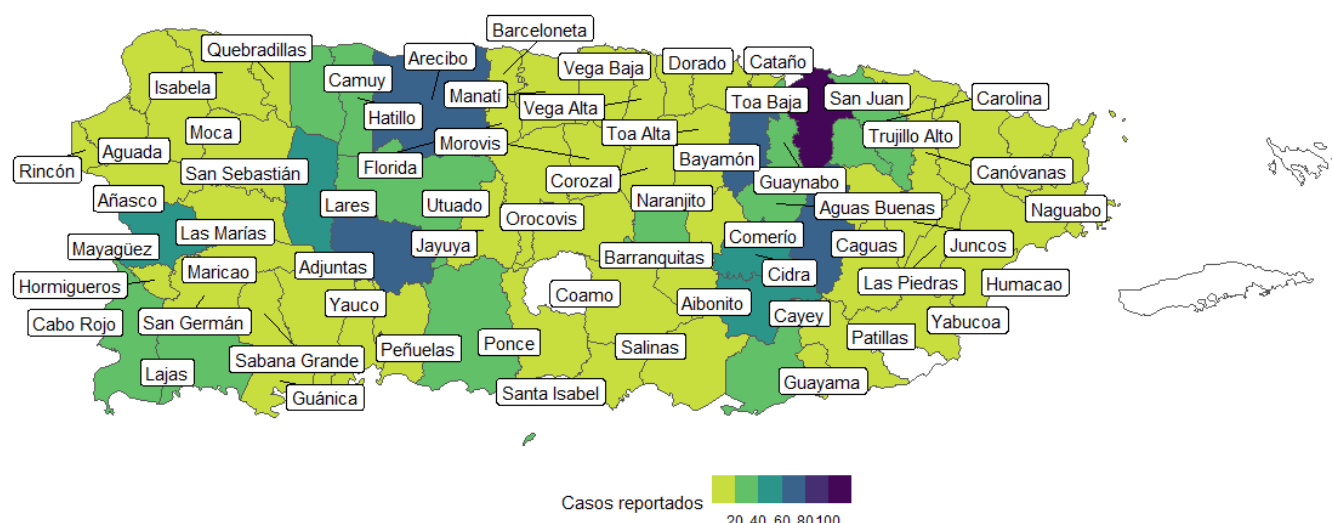 Barceloneta
Quebradillas
Arecibo
Camuy
Vega Baja
Dorado
Cataño
Isabela
Hatillo
Manatí
Vega Alta
Toa Baja
San Juan
Carolina
Moca
Morovis
Toa Alta
Trujillo Alto
Aguada
Florida
Bayamón
Rincón
San Sebastián
Corozal
Guaynabo
Canóvanas
Añasco
Lares
Utuado
Orocovis
Naranjito
Aguas Buenas
Naguabo
Las Marías
Jayuya
Comerío
Caguas
Juncos
Mayagüez
Maricao
Adjuntas
Barranquitas
Cidra
Las Piedras
Humacao
Hormigueros
Yauco
Coamo
Aibonito
Cayey
Yabucoa
Cabo Rojo
San Germán
Peñuelas
Ponce
Salinas
Patillas
Sabana Grande
Lajas
Guánica
Santa Isabel
Guayama
Casos reportados
20 40 60 80 100